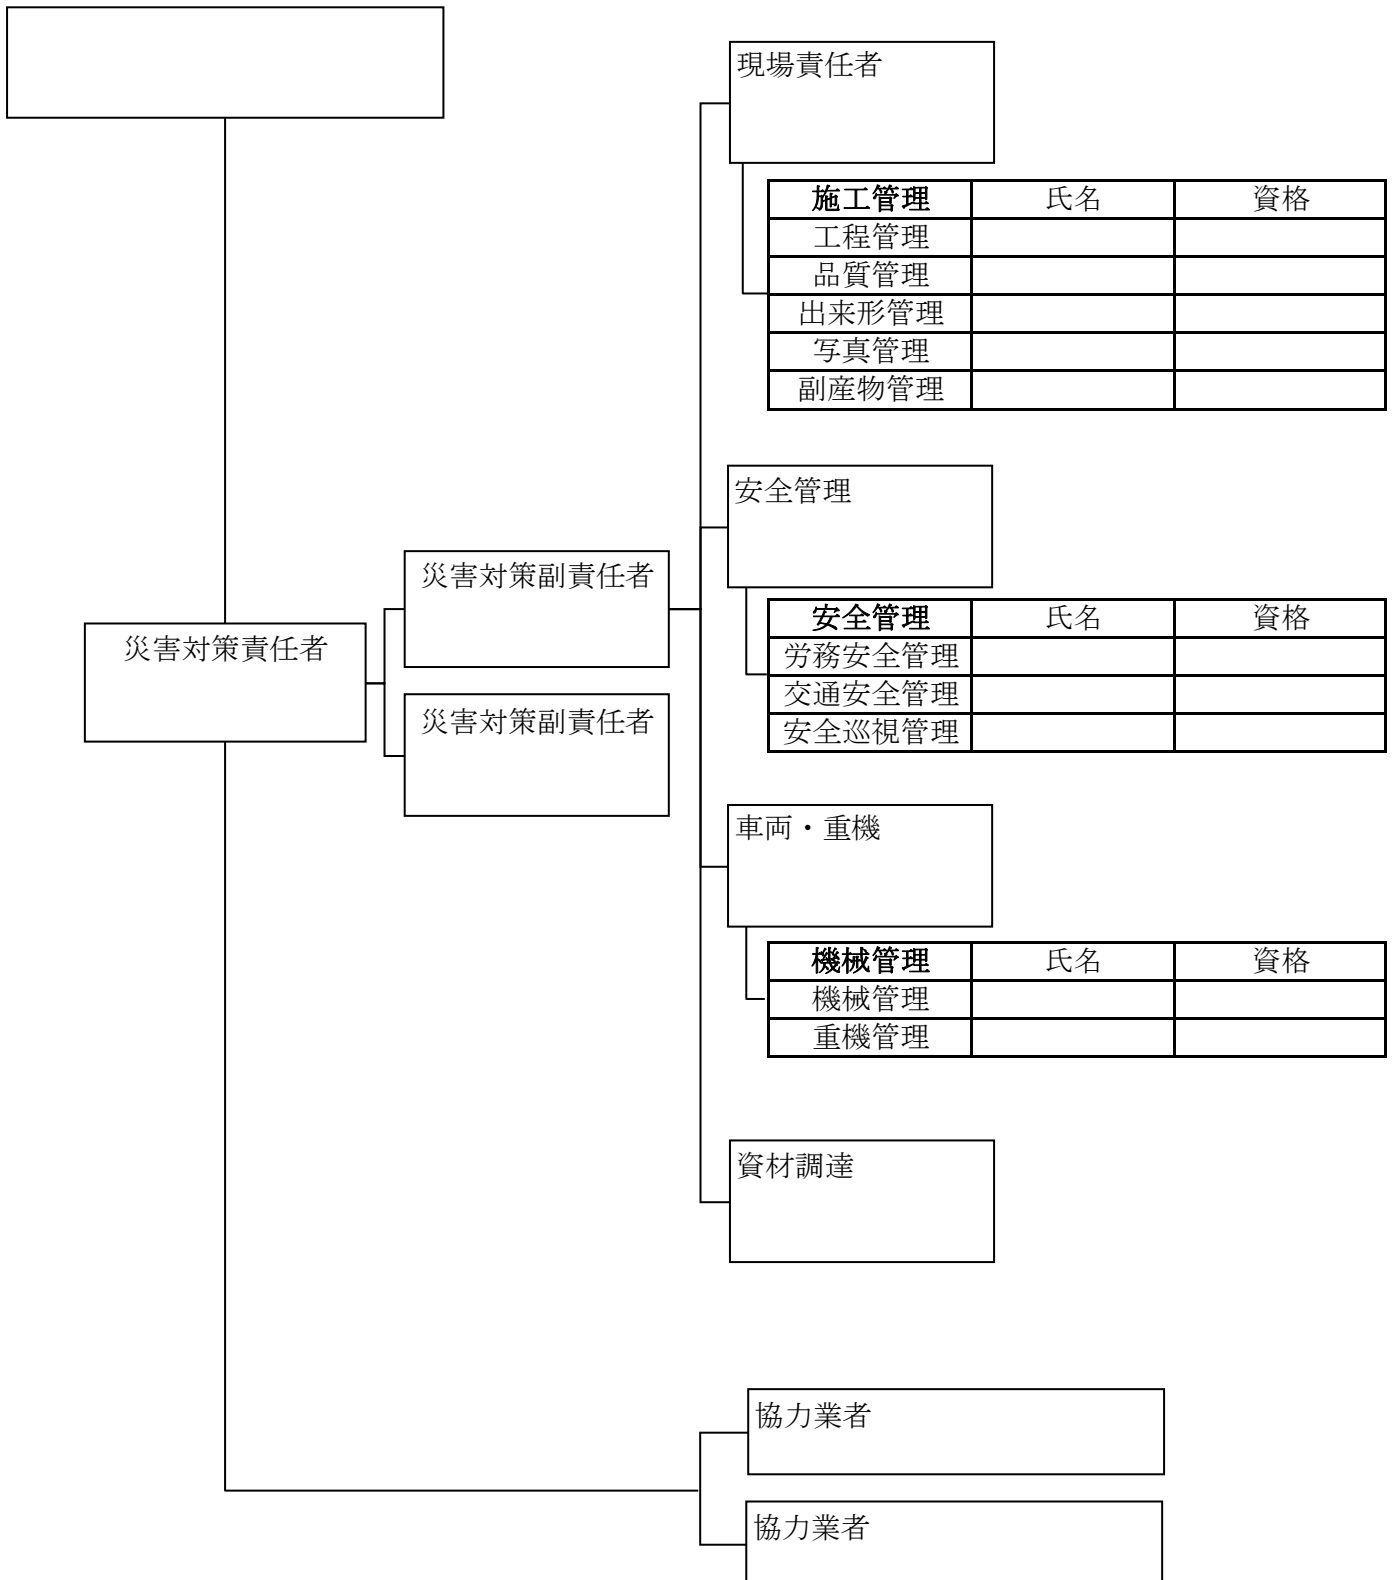 現場責任者
施工管理 氏名 資格
工程管理
品質管理
出来形管理
写真管理
副産物管理
安全管理
災害対策副責任者
安全管理 氏名 資格
災害対策責任者
労務安全管理
交通安全管理
災害対策副責任者
安全巡視管理
車両・重機
機械管理 氏名 資格
機械管理
重機管理
資材調達
協力業者
協力業者